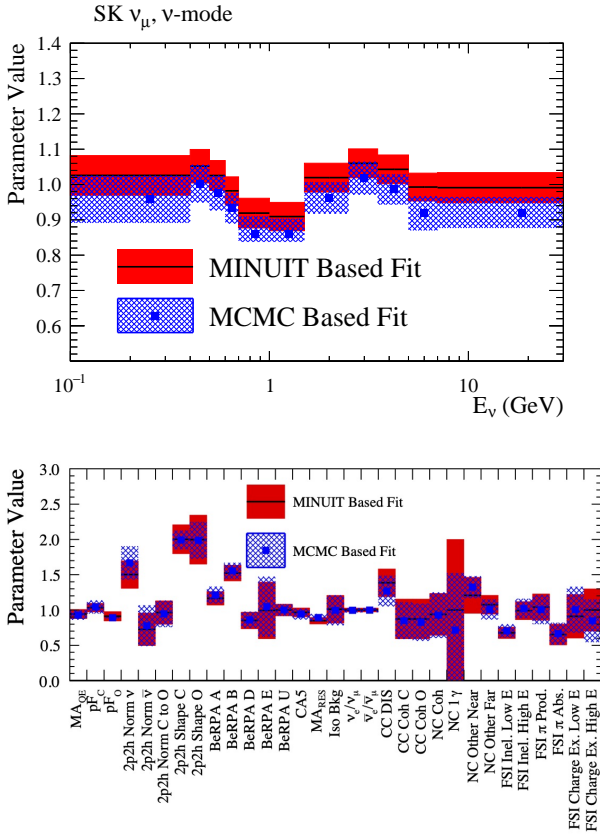 SK ν_μ, ν-mode
Parameter Value
1.4
1.3
1.2
1.1
1.0
0.9
0.8
0.7
0.6
0.5
MINUIT Based Fit
MCMC Based Fit
10⁻¹ 1 10
E_ν (GeV)
Parameter Value
3.0
2.5
2.0
1.5
1.0
0.5
0.0
MINUIT Based Fit
MCMC Based Fit
MA_QE
pF_C
pF_O
2p2h Norm ν
2p2h Norm ν̅
2p2h Norm C to O
2p2h Shape C
2p2h Shape O
BeRPA A
BeRPA B
BeRPA D
BeRPA E
BeRPA U
CA5
MA_RES
Iso Bkg
ν_e/ν_μ
ν̅_e/ν̅_μ
CC DIS
CC Coh C
CC Coh O
NC Coh
NC 1 γ
NC Other Near
NC Other Far
FSI Incl. Low E
FSI Incl. High E
FSI π Prod.
FSI π Abs.
FSI Charge Ex. Low E
FSI Charge Ex. High E